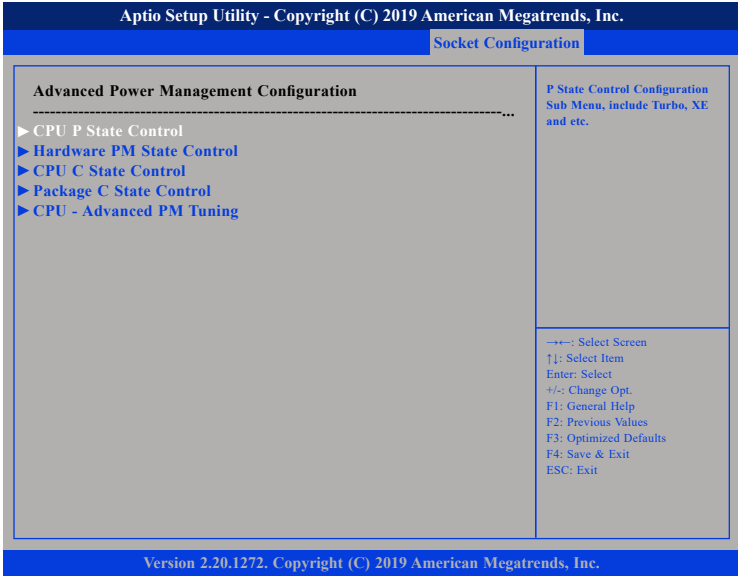 Aptio Setup Utility - Copyright (C) 2019 American Megatrends, Inc.
Socket Configuration
Advanced Power Management Configuration
--------------------------------------------------------------------------------...
▶ CPU P State Control
▶ Hardware PM State Control
▶ CPU C State Control
▶ Package C State Control
▶ CPU - Advanced PM Tuning
P State Control Configuration
Sub Menu, include Turbo, XE
and etc.
→←: Select Screen
↑↓: Select Item
Enter: Select
+/-: Change Opt.
F1: General Help
F2: Previous Values
F3: Optimized Defaults
F4: Save & Exit
ESC: Exit
Version 2.20.1272. Copyright (C) 2019 American Megatrends, Inc.